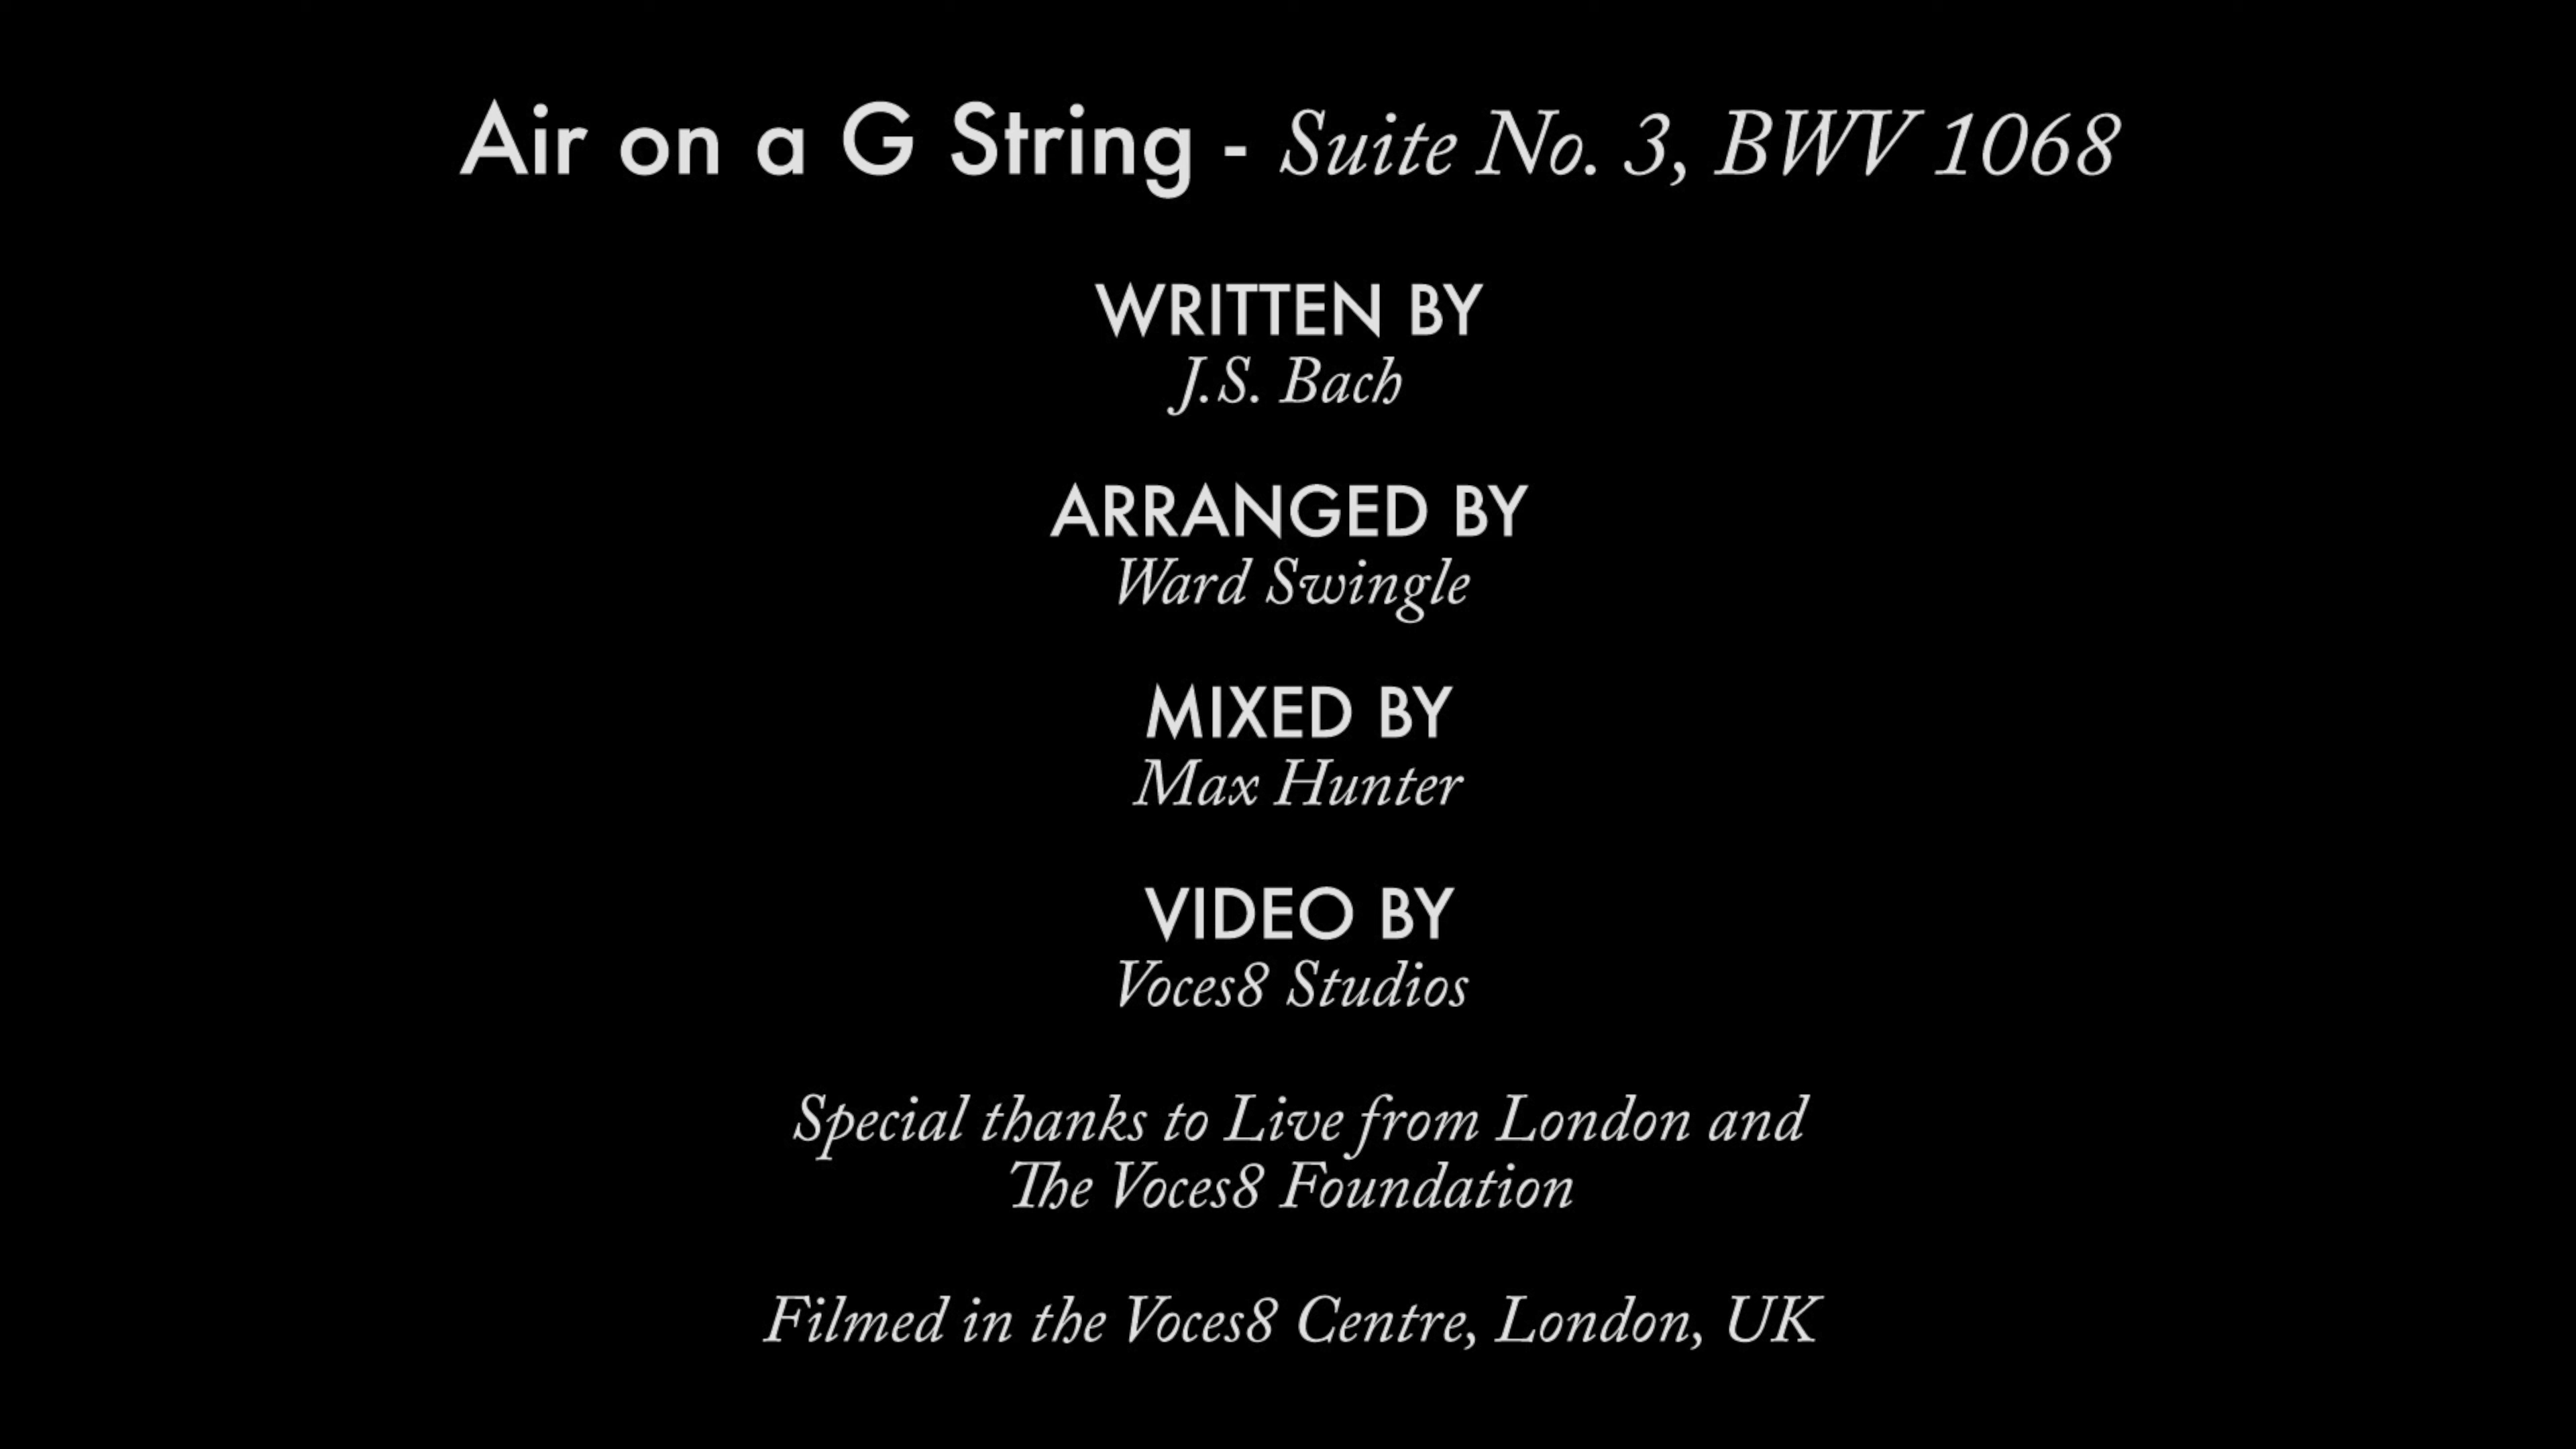 Air on a G String - Suite No. 3, BWV 1068
WRITTEN BY
J.S. Bach
ARRANGED BY
Ward Swingle
MIXED BY
Max Hunter
VIDEO BY
Voces8 Studios
Special thanks to Live from London and
The Voces8 Foundation
Filmed in the Voces8 Centre, London, UK